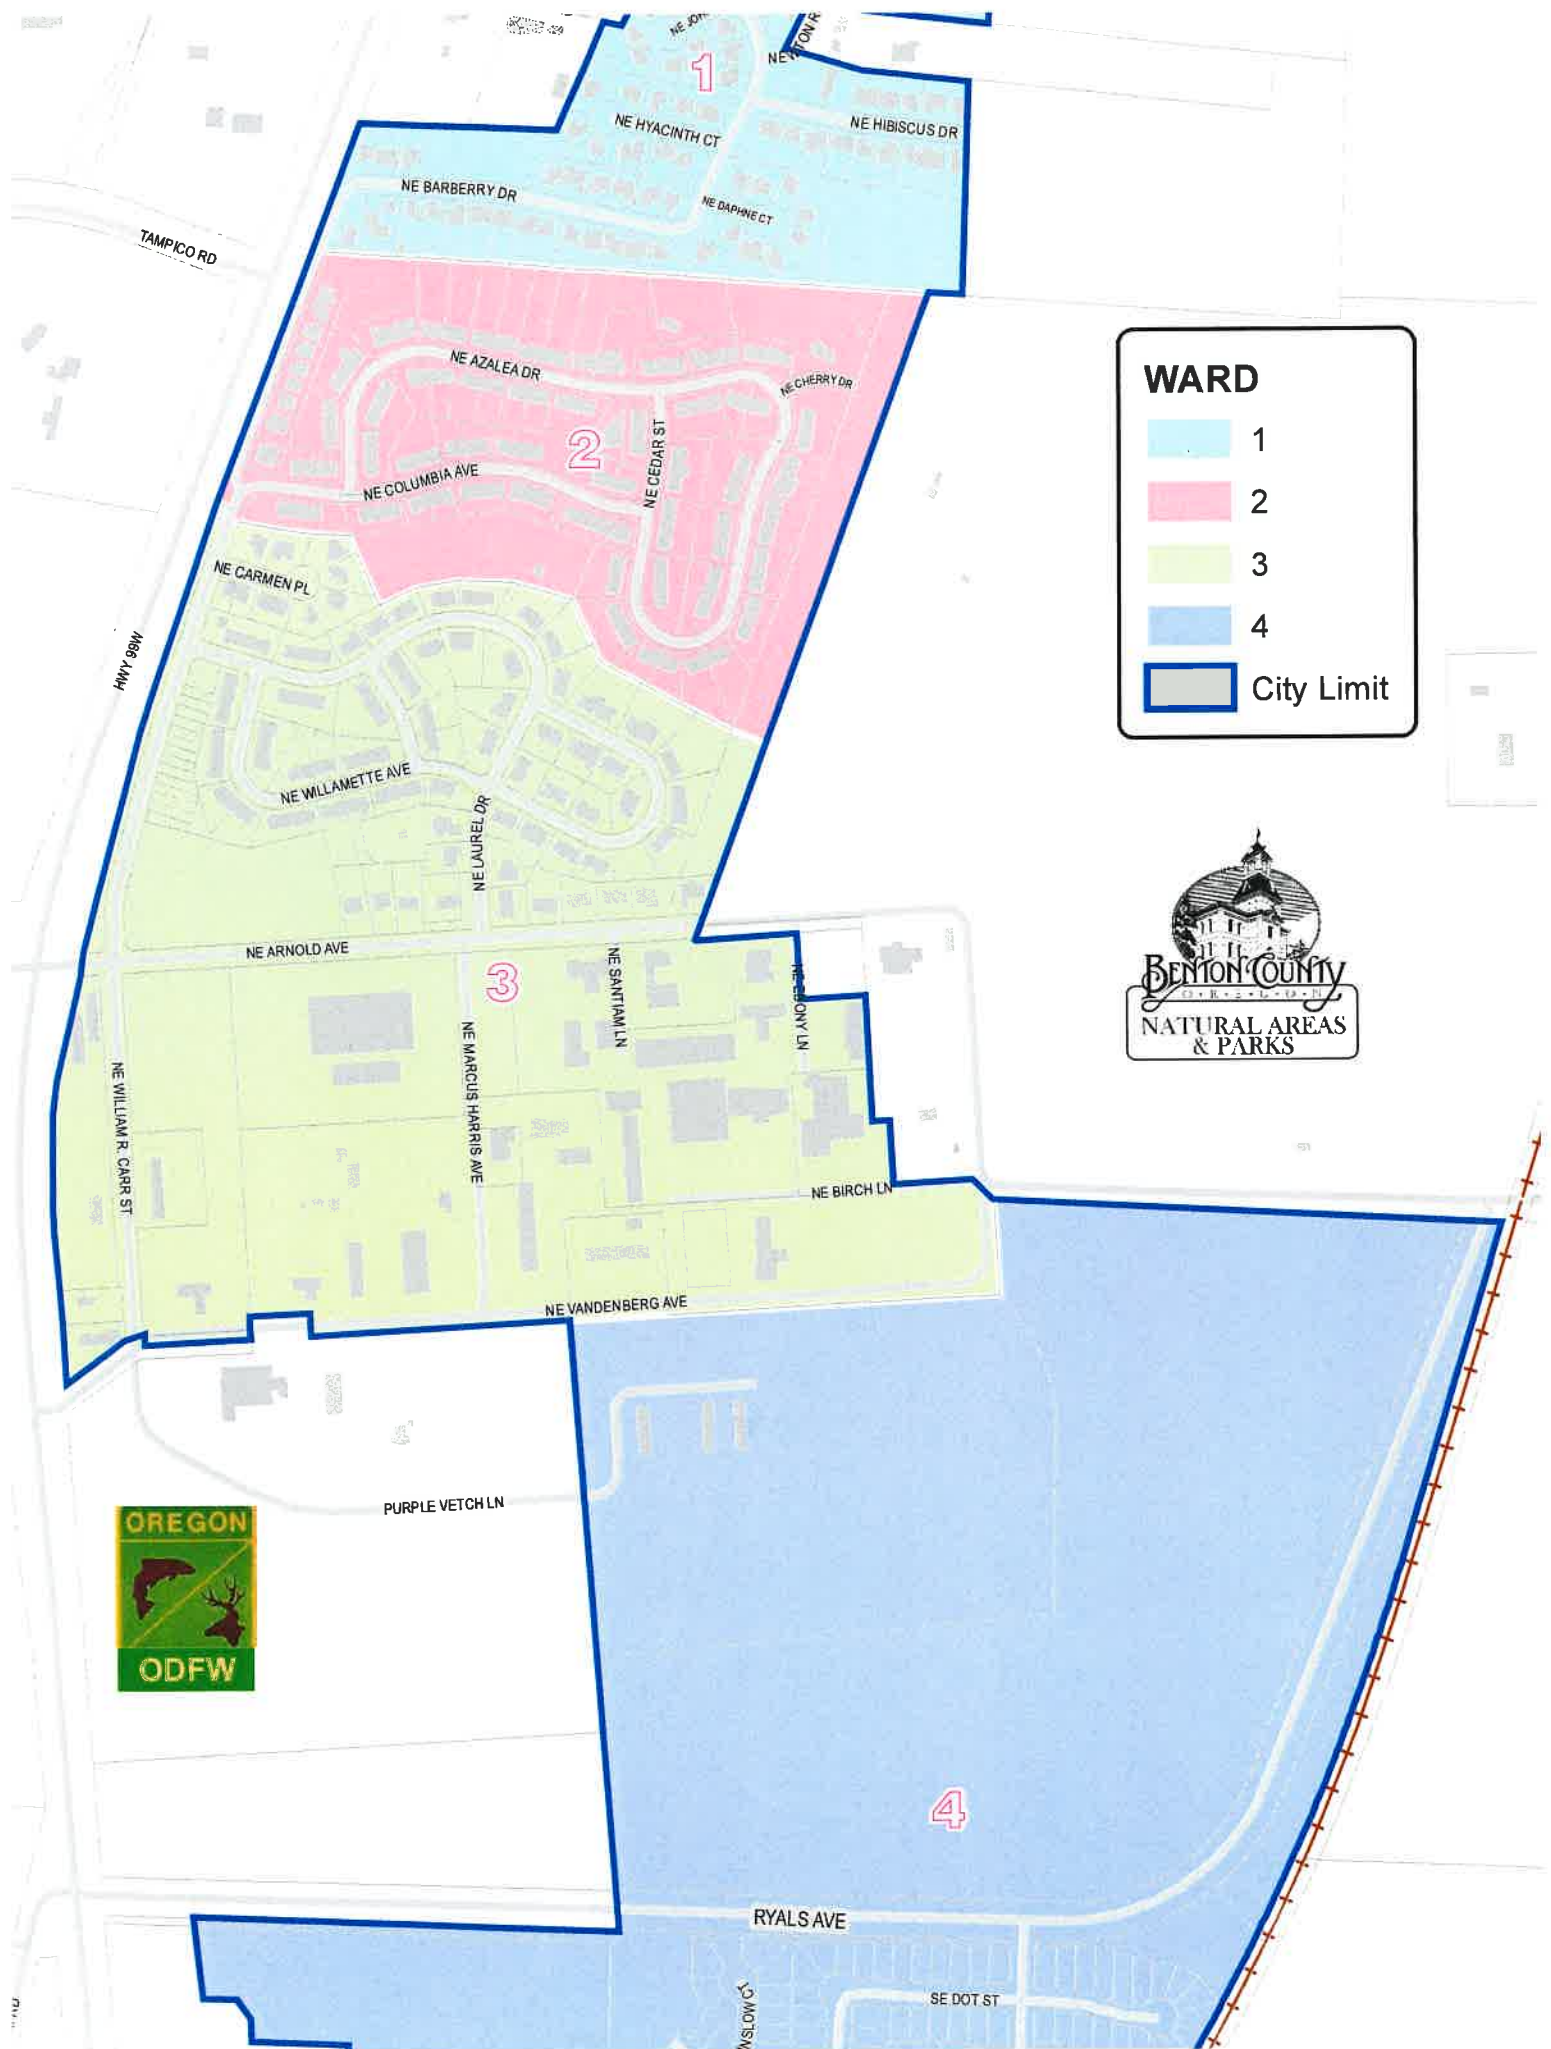 NE HYACINTH CT
NE HIBISCUS DR
1
NE BARBERRY DR
NE DAPHNE CT
TAMPICO RD
NE AZALEA DR
NE CHERRY DR
2
NE CEDAR ST
NE COLUMBIA AVE
NE CARMEN PL
HWY 99W
NE WILLAMETTE AVE
NE LAUREL DR
NE ARNOLD AVE
3
NE SANTIAM LN
NE EBONY LN
NE MARCUS HARRIS AVE
NE WILLIAM R. CARR ST
NE BIRCH LN
NE VANDENBERG AVE
PURPLE VETCH LN
4
RYALS AVE
SE DOT ST
WARD
1
2
3
4
City Limit
BENTON COUNTY
O·R·E·G·O·N
NATURAL AREAS
& PARKS
OREGON
ODFW